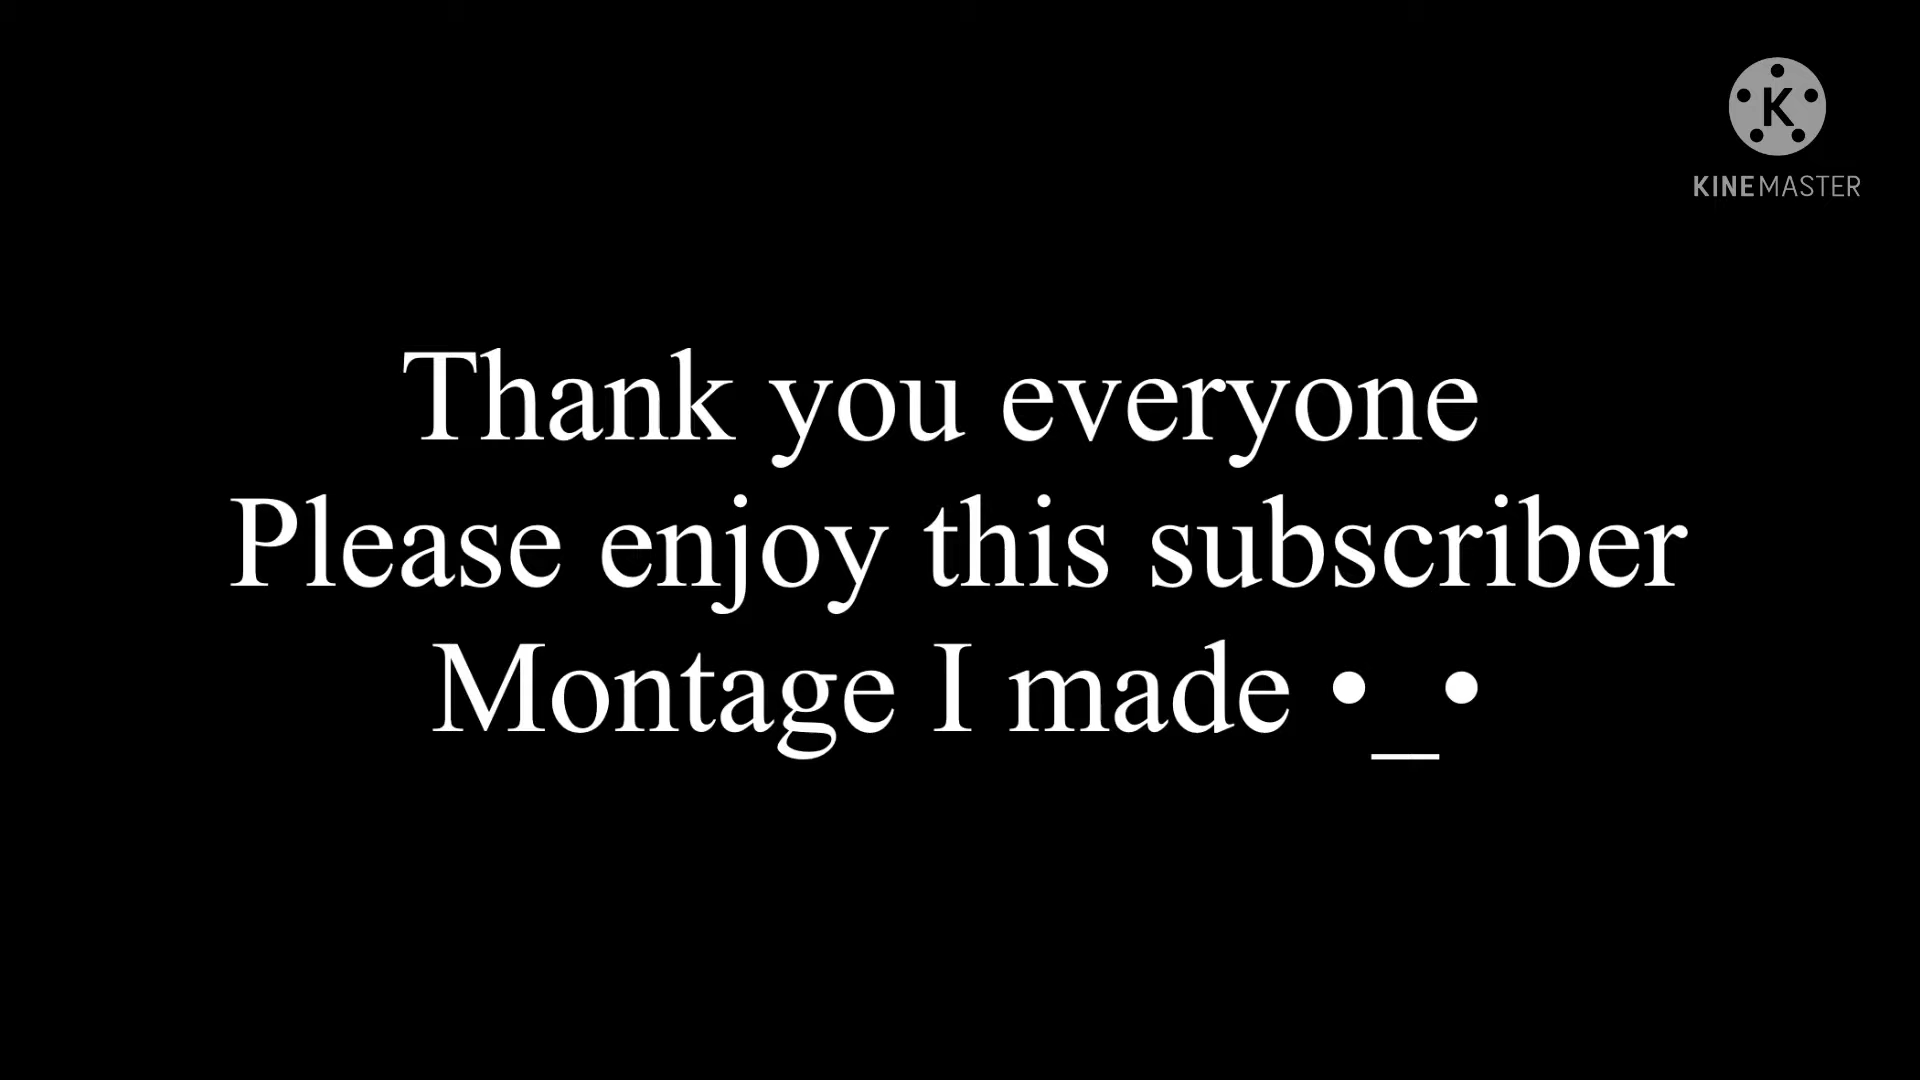 K
KINEMASTER
Thank you everyone
Please enjoy this subscriber
Montage I made •_•